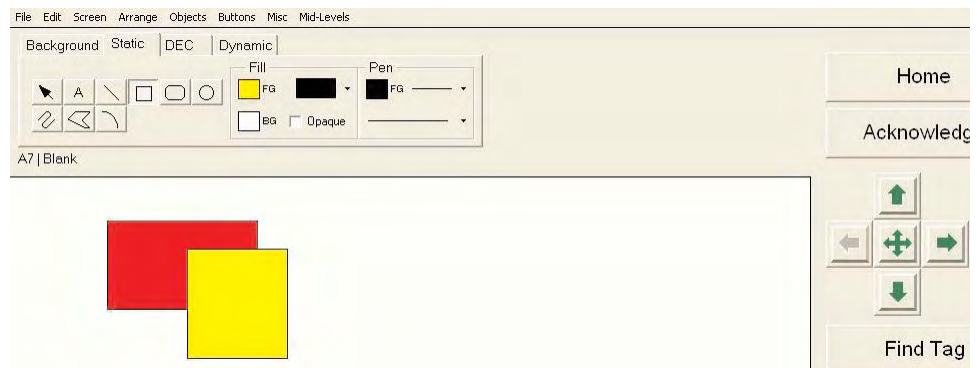 File Edit Screen Arrange Objects Buttons Misc Mid-Levels
Background Static DEC Dynamic
Fill Pen
A FG FG
BG Opaque
A7 | Blank
Home
Acknowledg
Find Tag